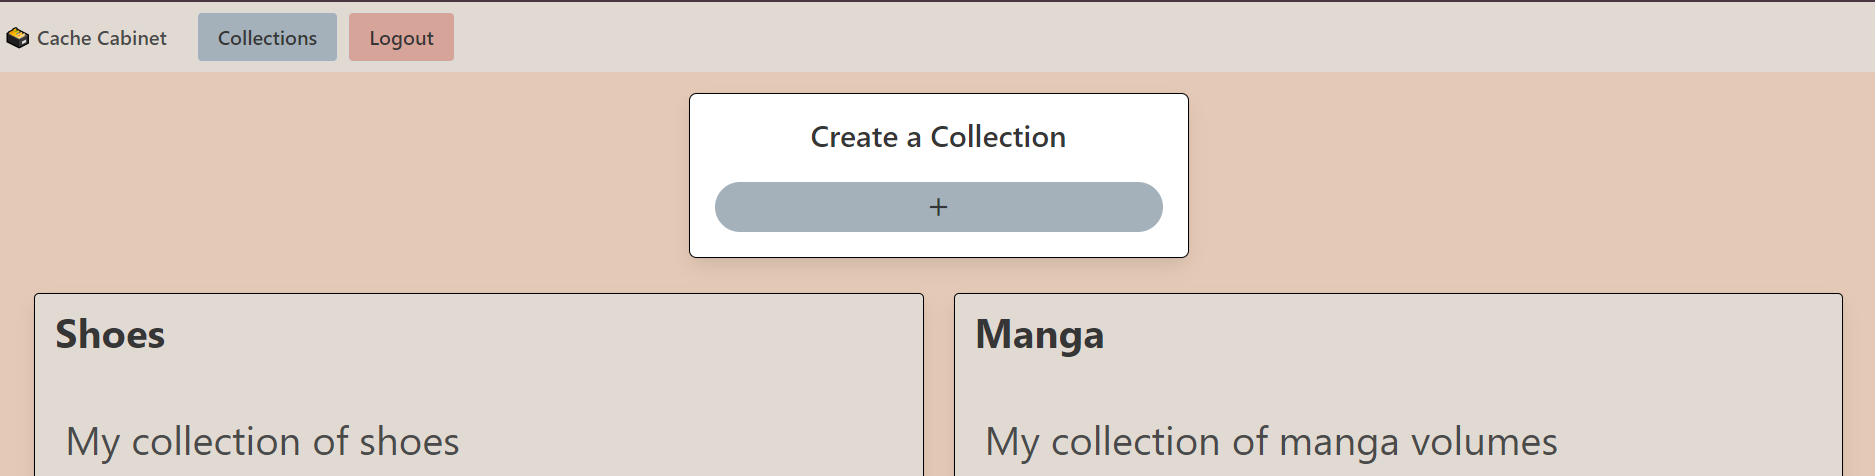 Cache Cabinet Collections Logout
Create a Collection
+
Shoes
My collection of shoes
Manga
My collection of manga volumes